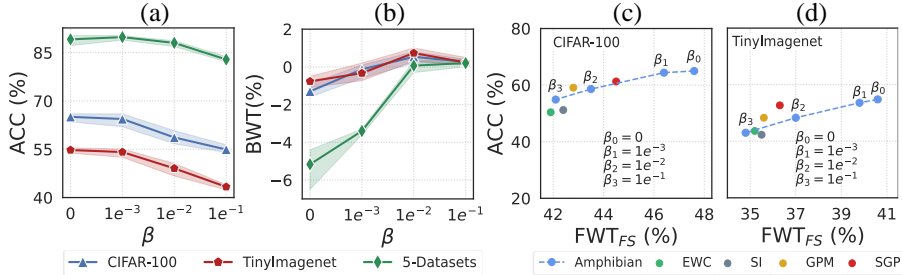 (a) (b) (c) (d)
ACC (%)
85
70
55
40
0 1e⁻³ 1e⁻² 1e⁻¹
β
BWT(%)
2
0
−2
−4
−6
0 1e⁻³ 1e⁻² 1e⁻¹
β
CIFAR-100 TinyImagenet 5-Datasets
ACC (%)
80
60
40
20
CIFAR-100
β₃ β₂ β₁ β₀
β₀ = 0
β₁ = 1e⁻³
β₂ = 1e⁻²
β₃ = 1e⁻¹
42 44 46 48
FWT_FS (%)
TinyImagenet
β₃ β₂ β₁ β₀
β₀ = 0
β₁ = 1e⁻³
β₂ = 1e⁻²
β₃ = 1e⁻¹
35 37 39 41
FWT_FS (%)
Amphibian EWC SI GPM SGP